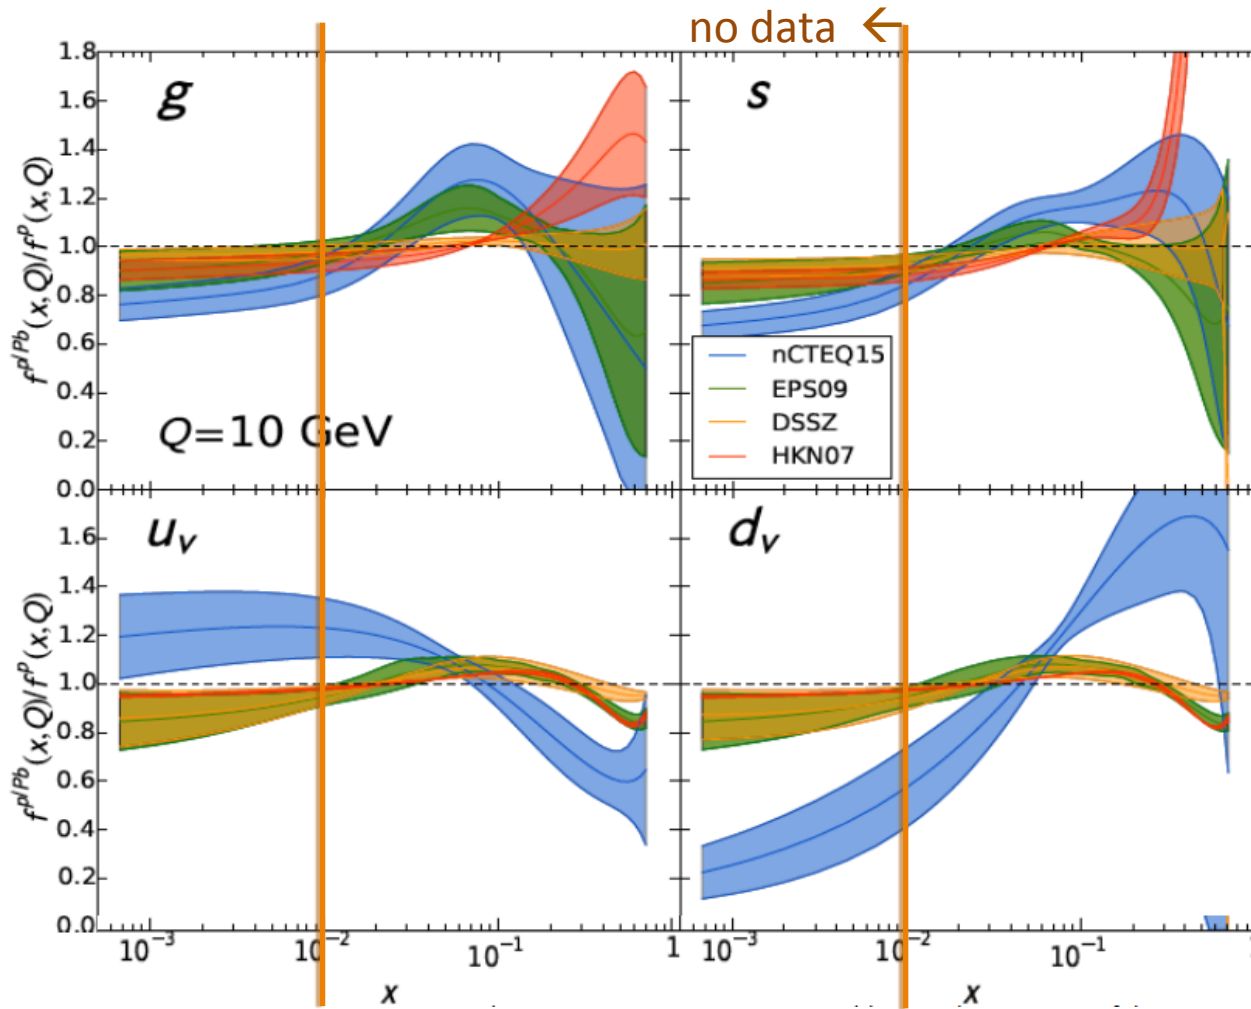 no data ←
1.8
1.6
1.4
1.2
1.0
0.8
0.6
0.4
0.2
0.0
f^{p/Pb}(x,Q)/f^{p}(x,Q)
g
Q=10 GeV
s
nCTEQ15
EPS09
DSSZ
HKN07
1.6
1.4
1.2
1.0
0.8
0.6
0.4
0.2
0.0
f^{p/Pb}(x,Q)/f^{p}(x,Q)
u_v
d_v
10^{-3} 10^{-2} 10^{-1} 1 10^{-3} 10^{-2} 10^{-1}
x x